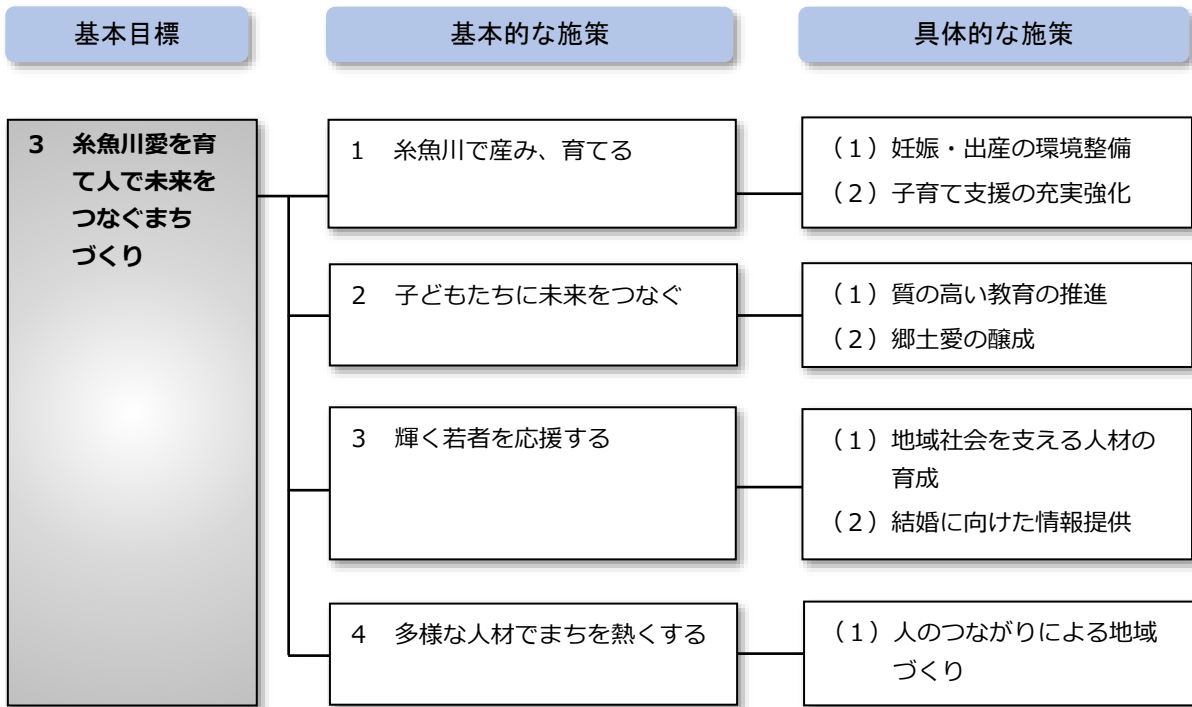 基本目標
基本的な施策
具体的な施策
3 糸魚川愛を育
て人で未来を
つなぐまち
づくり
1 糸魚川で産み、育てる
(1)妊娠・出産の環境整備
(2)子育て支援の充実強化
2 子どもたちに未来をつなぐ
(1)質の高い教育の推進
(2)郷土愛の醸成
3 輝く若者を応援する
(1)地域社会を支える人材の
育成
(2)結婚に向けた情報提供
4 多様な人材でまちを熱くする
(1)人のつながりによる地域
づくり